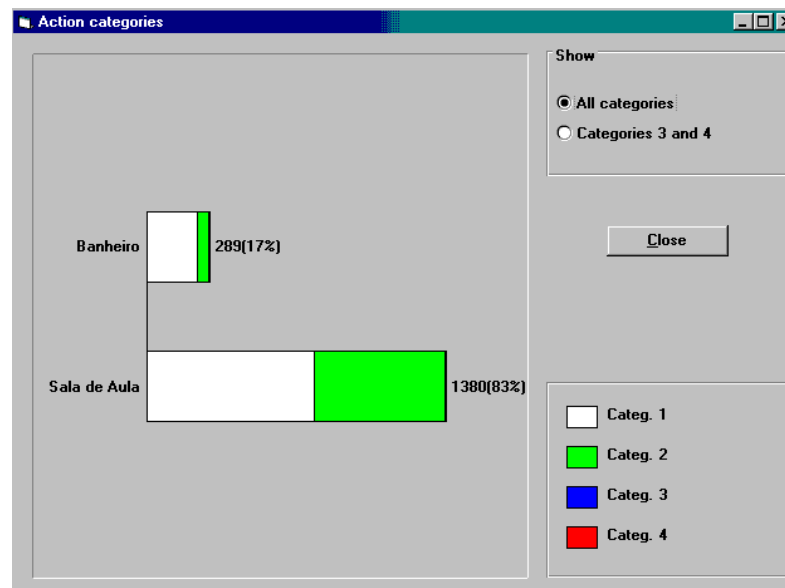 Action categories
Show
All categories
Categories 3 and 4
Banheiro
289(17%)
Close
Sala de Aula
1380(83%)
Categ. 1
Categ. 2
Categ. 3
Categ. 4